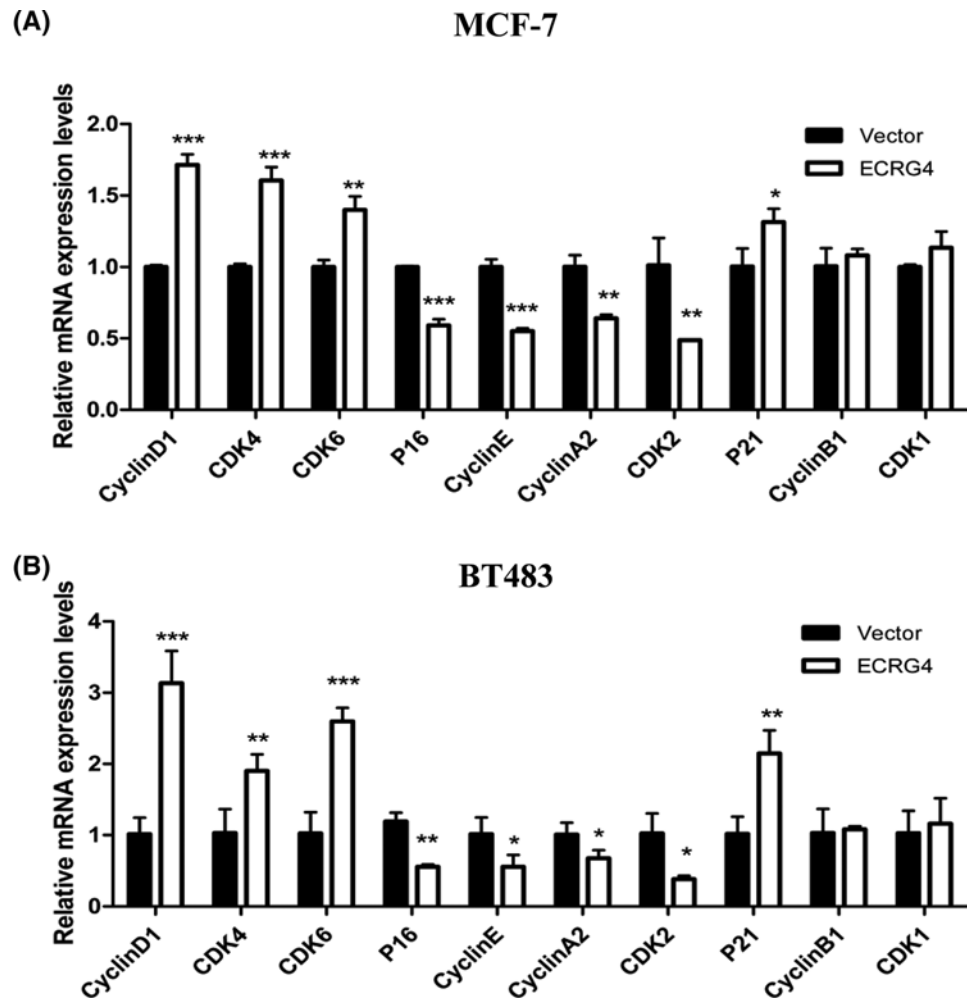 (A)
MCF-7
Relative mRNA expression levels
2.0
1.5
1.0
0.5
0.0
*** *** ** *** *** ** ** *
Vector
ECRG4
CyclinD1 CDK4 CDK6 P16 CyclinE CyclinA2 CDK2 P21 CyclinB1 CDK1
(B)
BT483
Relative mRNA expression levels
4
3
2
1
0
*** ** *** ** * * * **
Vector
ECRG4
CyclinD1 CDK4 CDK6 P16 CyclinE CyclinA2 CDK2 P21 CyclinB1 CDK1